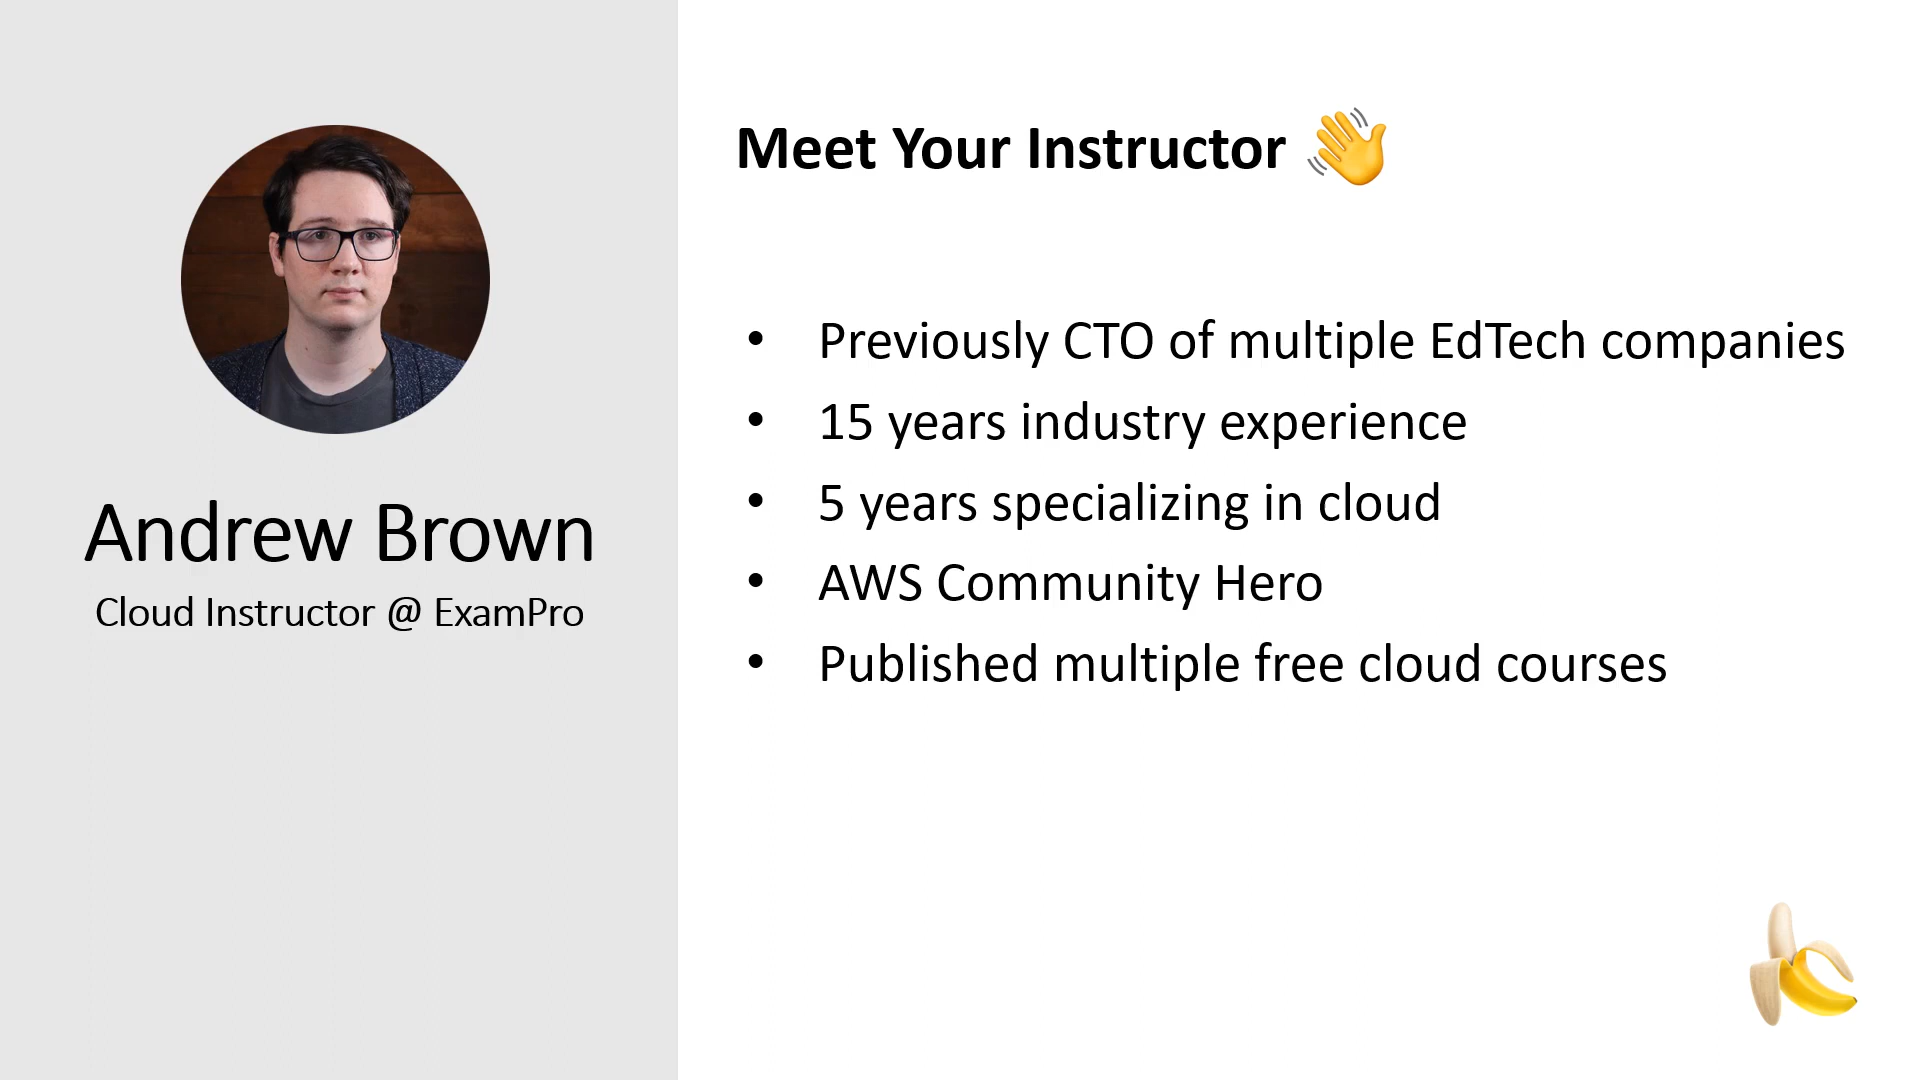 Andrew Brown
Cloud Instructor @ ExamPro
Meet Your Instructor 👋
• Previously CTO of multiple EdTech companies
• 15 years industry experience
• 5 years specializing in cloud
• AWS Community Hero
• Published multiple free cloud courses